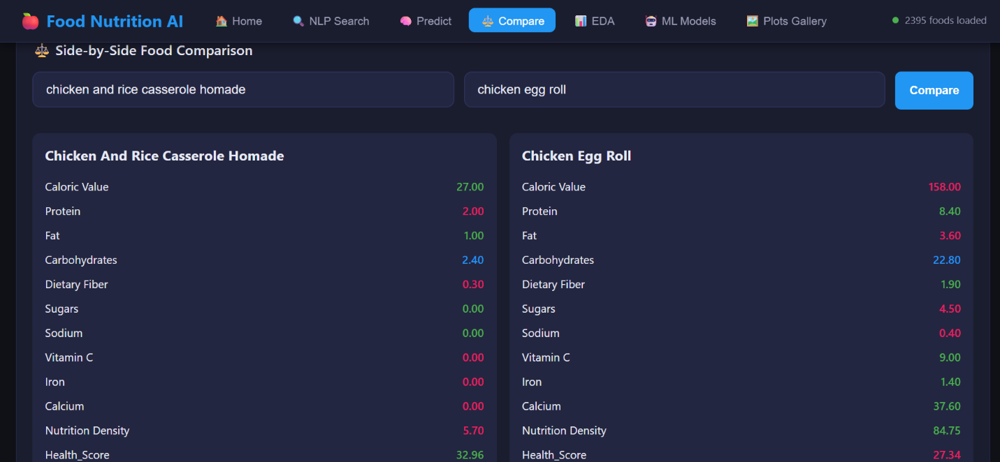 Food Nutrition AI Home NLP Search Predict Compare EDA ML Models Plots Gallery 2395 foods loaded
Side-by-Side Food Comparison
chicken and rice casserole homade chicken egg roll Compare
Chicken And Rice Casserole Homade
Caloric Value 27.00
Protein 2.00
Fat 1.00
Carbohydrates 2.40
Dietary Fiber 0.30
Sugars 0.00
Sodium 0.00
Vitamin C 0.00
Iron 0.00
Calcium 0.00
Nutrition Density 5.70
Health_Score 32.96
Chicken Egg Roll
Caloric Value 158.00
Protein 8.40
Fat 3.60
Carbohydrates 22.80
Dietary Fiber 1.90
Sugars 4.50
Sodium 0.40
Vitamin C 9.00
Iron 1.40
Calcium 37.60
Nutrition Density 84.75
Health_Score 27.34